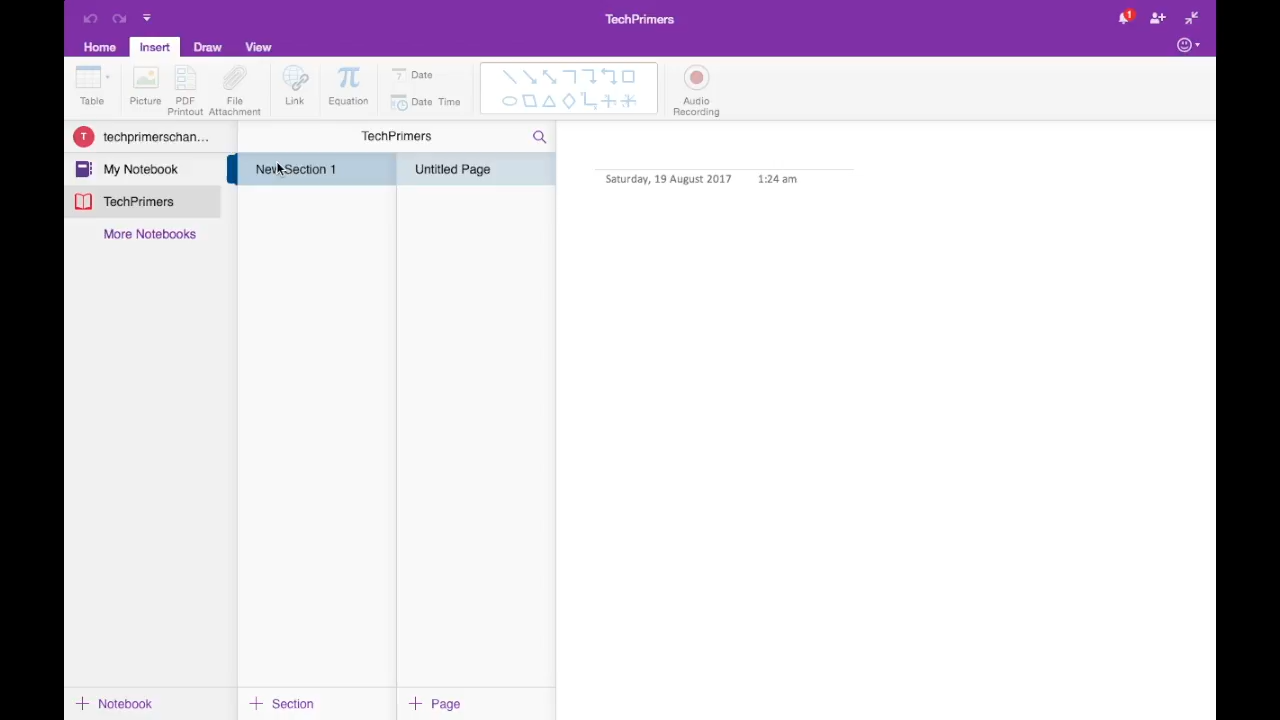 TechPrimers
1
Home Insert Draw View
Table Picture PDF Printout File Attachment Link Equation Date Date Time Audio Recording
T techprimerschan...
TechPrimers
My Notebook
New Section 1
Untitled Page
TechPrimers
More Notebooks
Saturday, 19 August 2017 1:24 am
+ Notebook
+ Section
+ Page